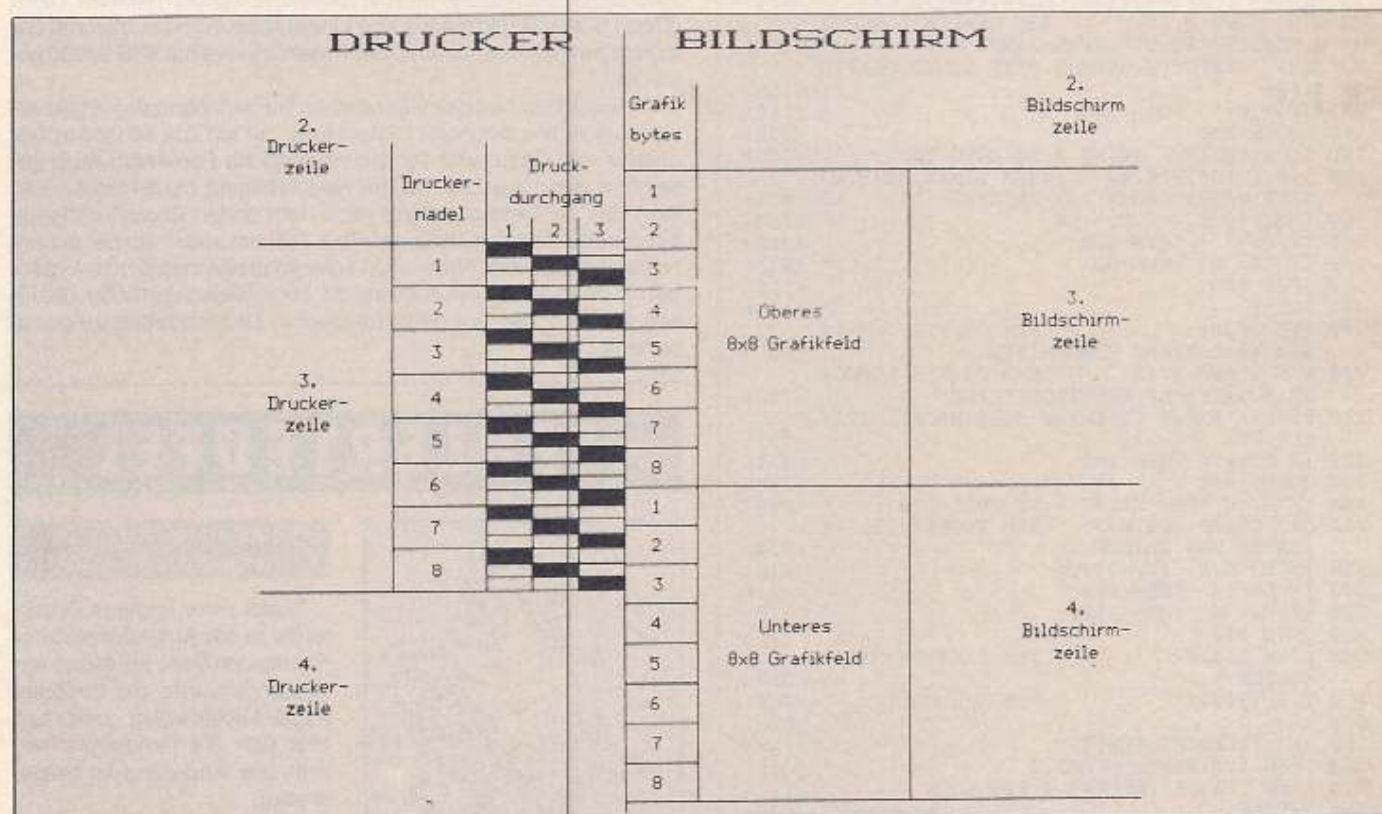 DRUCKER
BILDSCHIRM
2.
Drucker-
zeile
Drucker-
nadel
Druck-
durchgang
1 2 3
3.
Drucker-
zeile
1
2
3
4
5
6
7
8
4.
Drucker-
zeile
Grafik
bytes
1
2
3
4
5
6
7
8
1
2
3
4
5
6
7
8
Oberes
8x8 Grafikfeld
Unteres
8x8 Grafikfeld
2.
Bildschirm
zeile
3.
Bildschirm-
zeile
4.
Bildschirm-
zeile